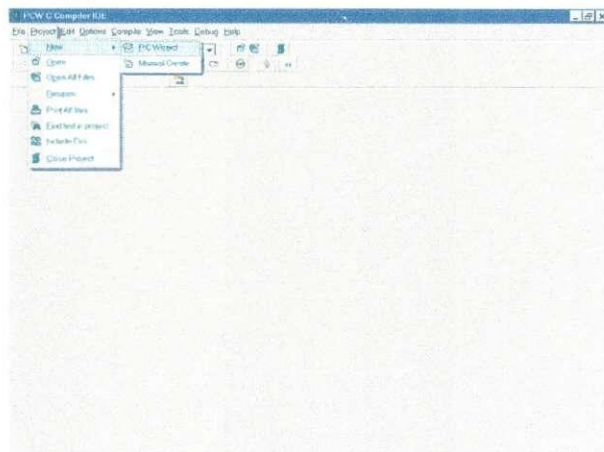 PCW C Compiler IDE
File Project Edit Options Compile View Tools Debug Help
New
PIC Wizard
Open
Manual Create
Open All Files
Reopen
Print All files
Find text in project
Include Files
Close Project